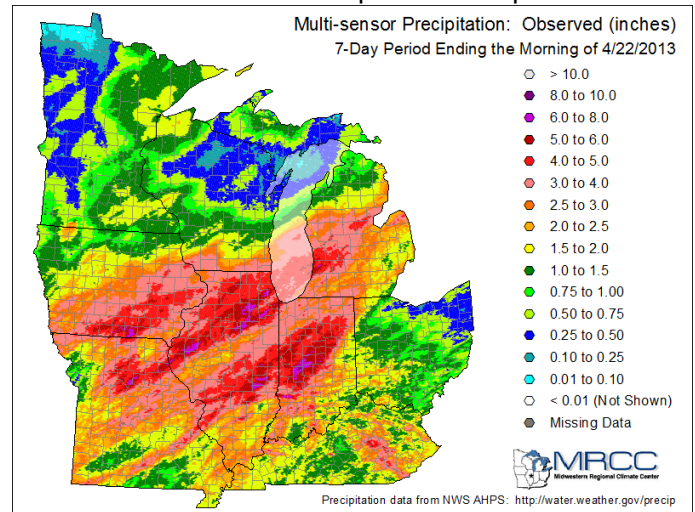 Multi-sensor Precipitation: Observed (inches)
7-Day Period Ending the Morning of 4/22/2013
> 10.0
8.0 to 10.0
6.0 to 8.0
5.0 to 6.0
4.0 to 5.0
3.0 to 4.0
2.5 to 3.0
2.0 to 2.5
1.5 to 2.0
1.0 to 1.5
0.75 to 1.00
0.50 to 0.75
0.25 to 0.50
0.10 to 0.25
0.01 to 0.10
< 0.01 (Not Shown)
Missing Data
MRCC
Midwestern Regional Climate Center
Precipitation data from NWS AHPS: http://water.weather.gov/precip